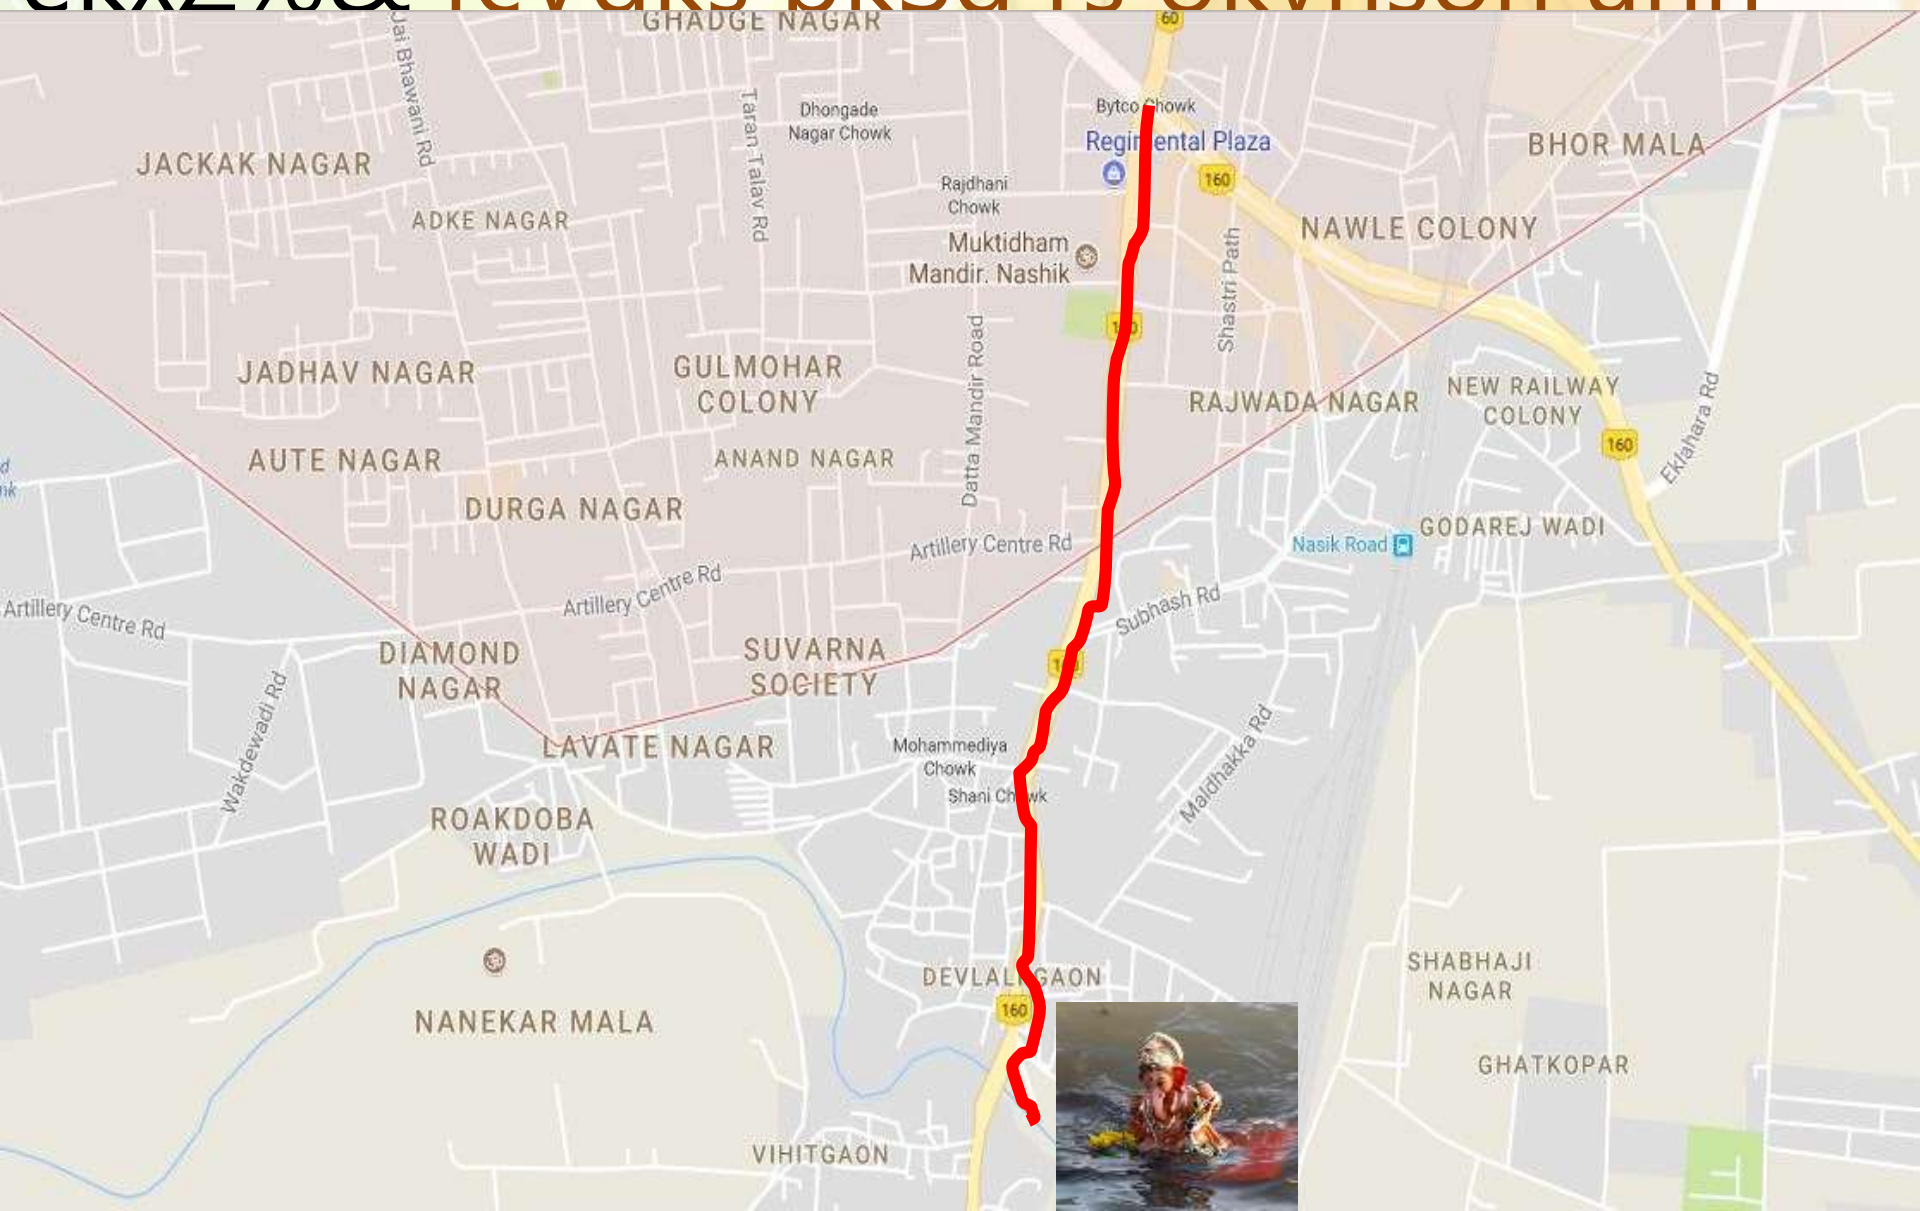 GHADGE NAGAR
60
Jai Bhawani Rd
Taran Talav Rd
Dhongade
Nagar Chowk
Bytco Chowk
Regimental Plaza
160
BHOR MALA
JACKAK NAGAR
ADKE NAGAR
Rajdhani
Chowk
Muktidham
Mandir. Nashik
Shastri Path
NAWLE COLONY
JADHAV NAGAR
GULMOHAR
COLONY
Datta Mandir Road
RAJWADA NAGAR
NEW RAILWAY
COLONY
Eklahara Rd
160
AUTE NAGAR
ANAND NAGAR
DURGA NAGAR
Artillery Centre Rd
Nasik Road
GODAREJ WADI
Artillery Centre Rd
Artillery Centre Rd
Subhash Rd
DIAMOND
NAGAR
SUVARNA
SOCIETY
Wakdewadi Rd
LAVATE NAGAR
Mohammediya
Chowk
Shani Chowk
Maldhakka Rd
ROAKDOBA
WADI
DEVLALI GAON
160
SHABHAJI
NAGAR
NANEKAR MALA
GHATKOPAR
VIHITGAON